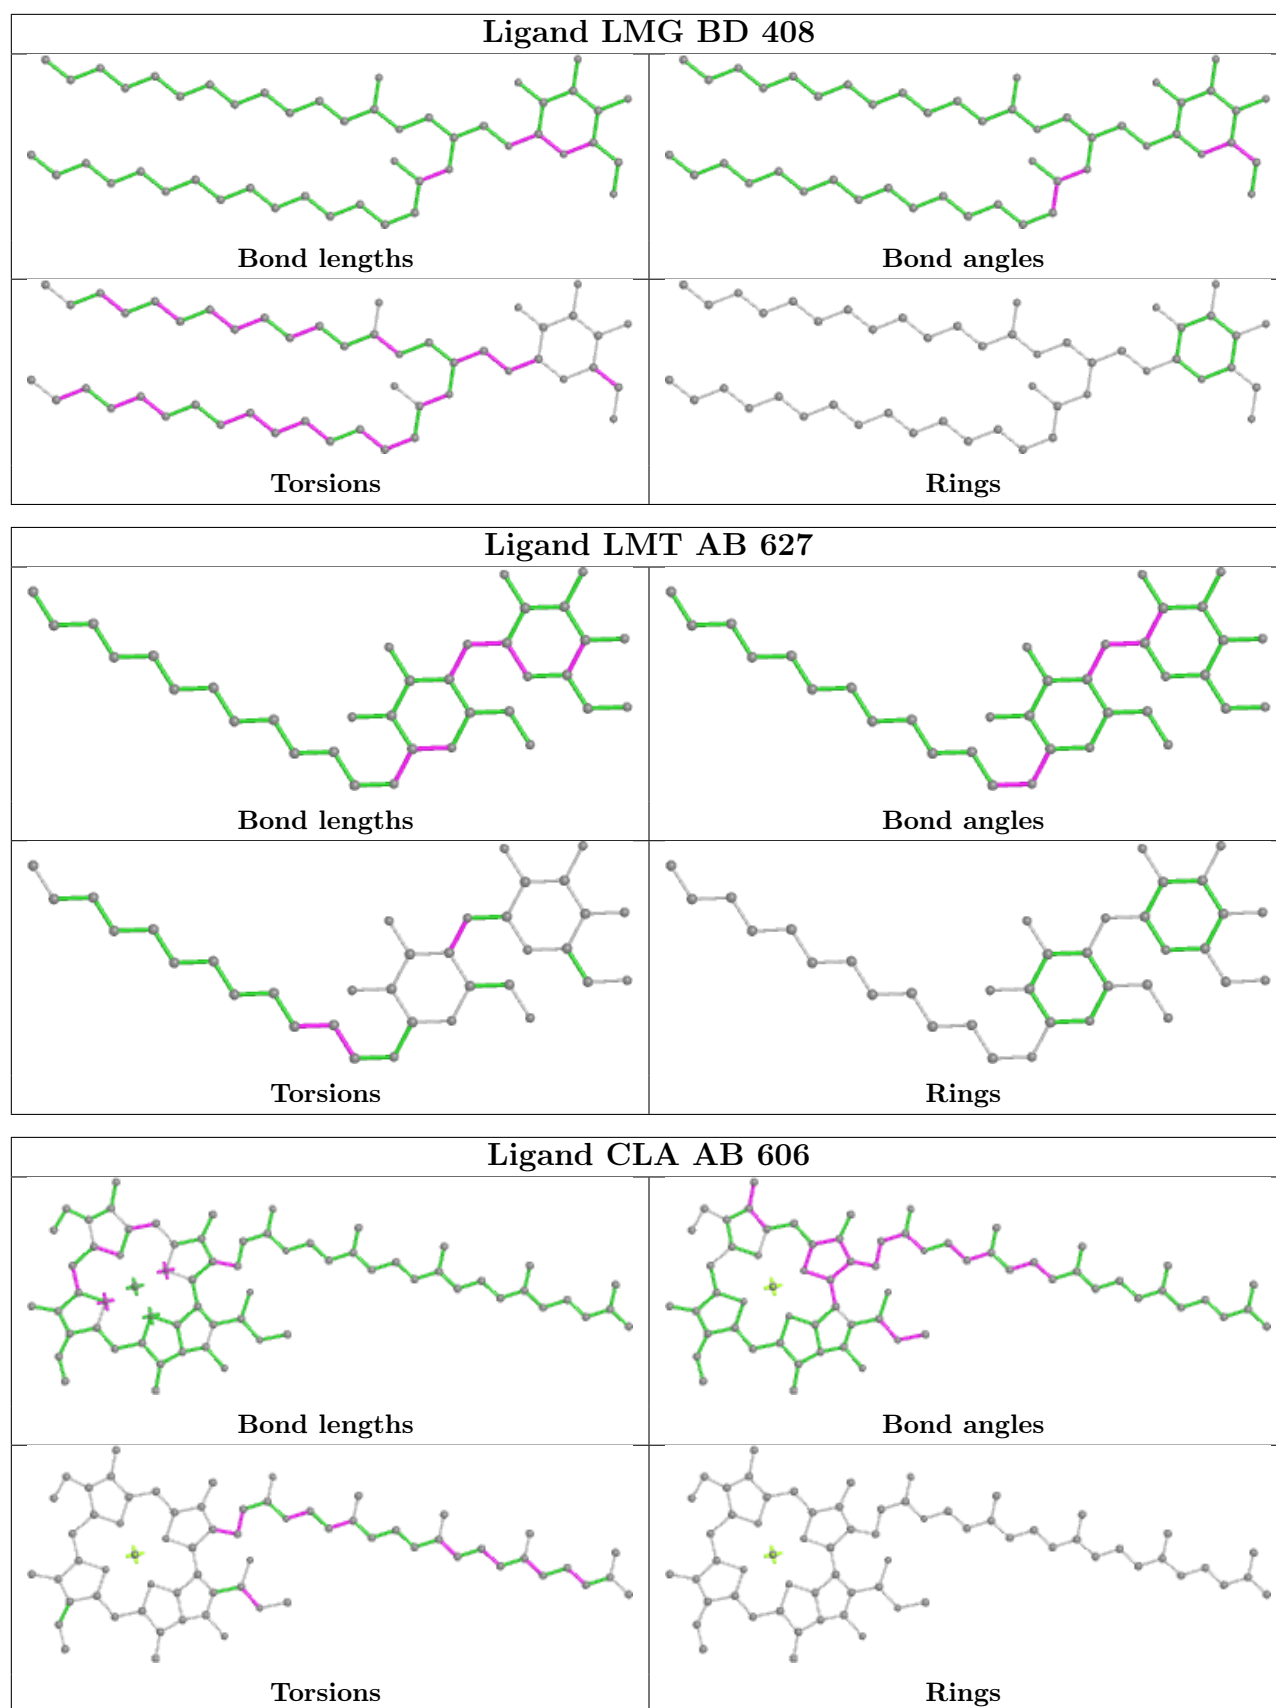 Ligand LMG BD 408
Bond lengths
Bond angles
Torsions
Rings
Ligand LMT AB 627
Bond lengths
Bond angles
Torsions
Rings
Ligand CLA AB 606
Bond lengths
Bond angles
Torsions
Rings